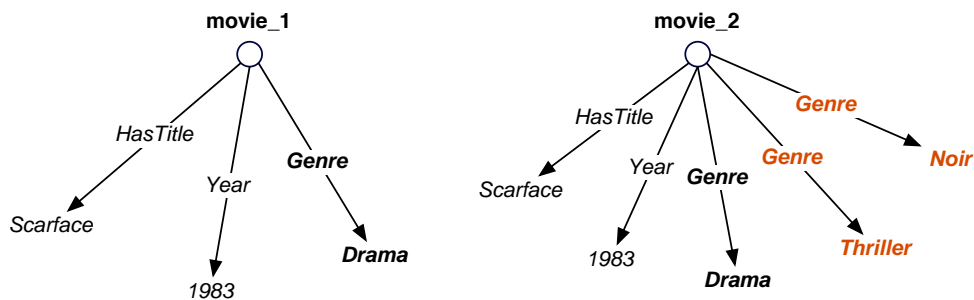 movie_1
HasTitle
Year
Genre
Scarface
1983
Drama
movie_2
HasTitle
Year
Genre
Genre
Genre
Scarface
1983
Drama
Thriller
Noir